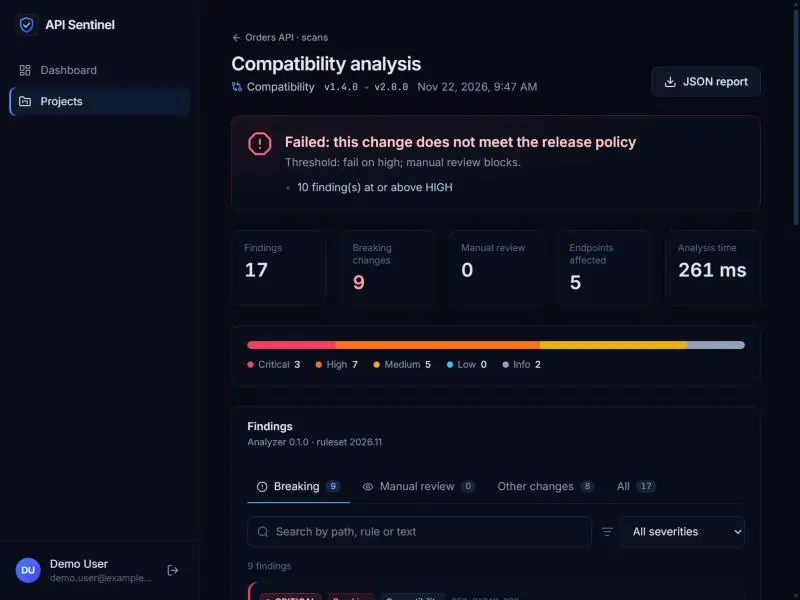 API Sentinel
Dashboard
Projects
← Orders API · scans
Compatibility analysis
Compatibility v1.4.0 → v2.0.0 Nov 22, 2026, 9:47 AM
JSON report
Failed: this change does not meet the release policy
Threshold: fail on high; manual review blocks.
• 10 finding(s) at or above HIGH
Findings
17
Breaking changes
9
Manual review
0
Endpoints affected
5
Analysis time
261 ms
Critical 3 High 7 Medium 5 Low 0 Info 2
Findings
Analyzer 0.1.0 · ruleset 2026.11
Breaking 9 Manual review 0 Other changes 8 All 17
Search by path, rule or text
All severities
9 findings
DU
Demo User
demo.user@example...